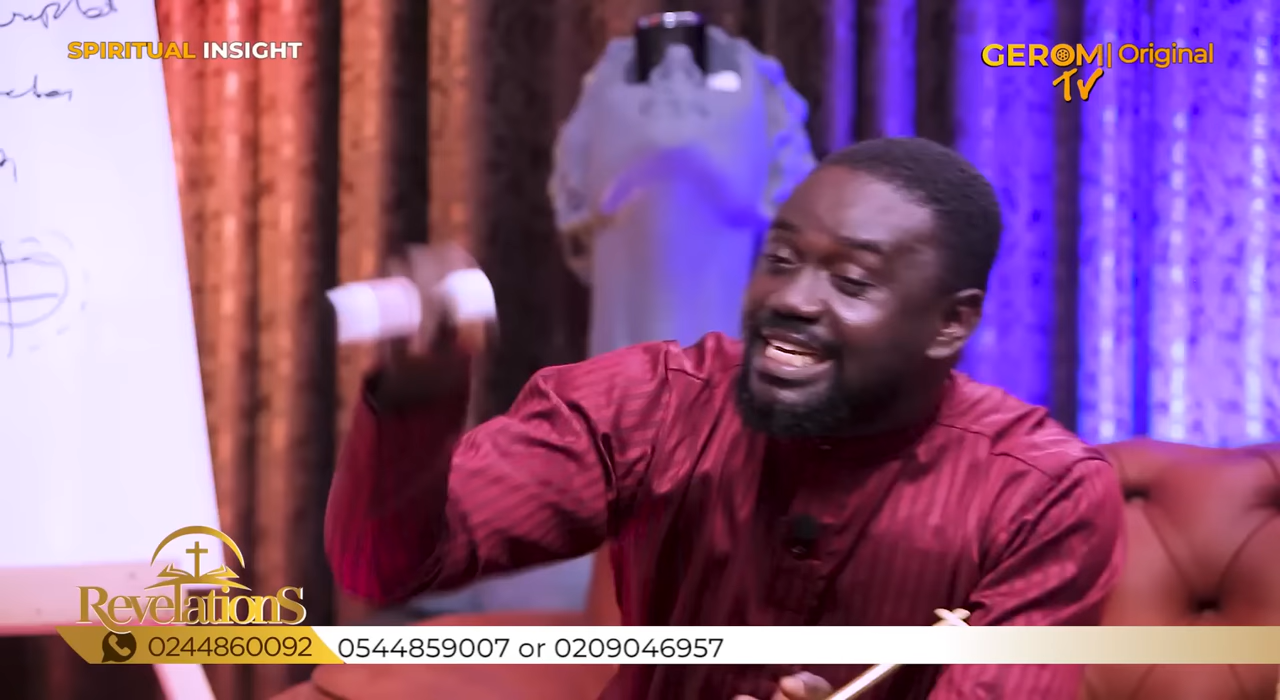 SPIRITUAL INSIGHT
GEROM TV | Original
RevelationS
0244860092
0544859007 or 0209046957